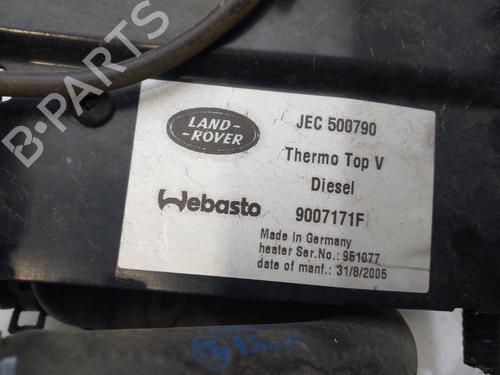 LAND-
ROVER
JEC 500790
Thermo Top V
Diesel
Webasto
9007171F
Made in Germany
heater Ser.No.: 951077
date of manf.: 31/8/2005
B-PARTS